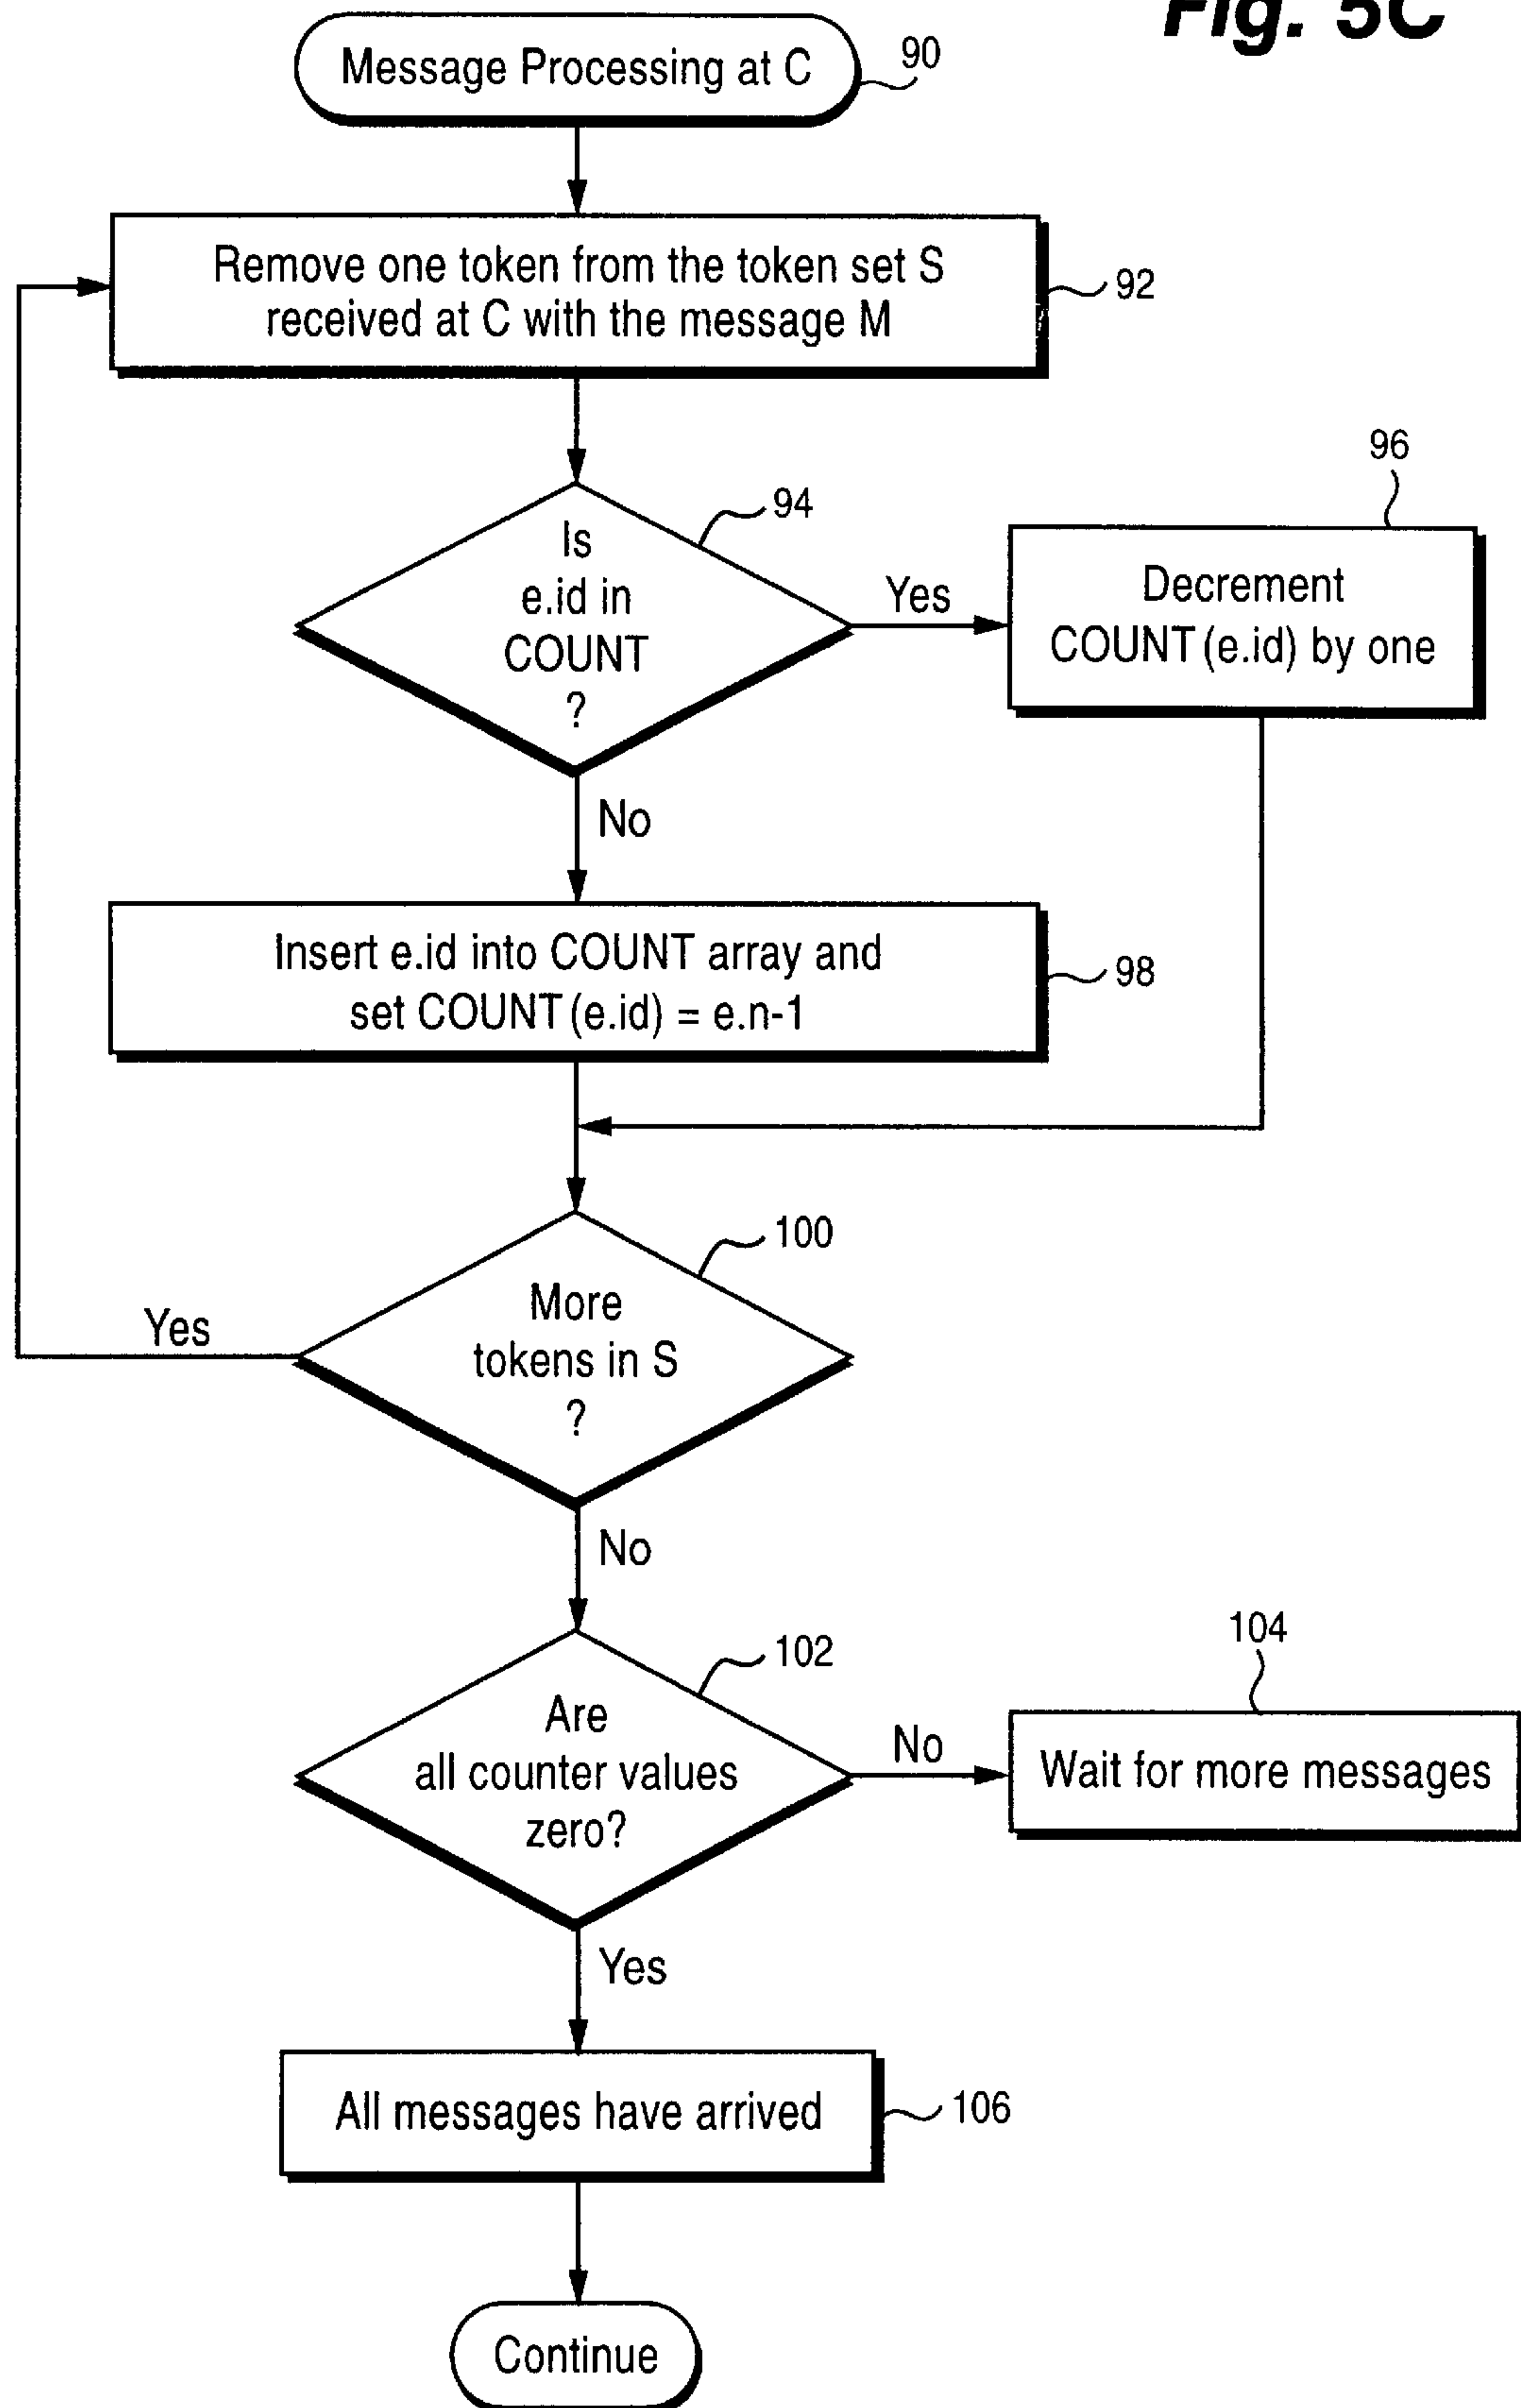 Fig. 5C
Message Processing at C
90
Remove one token from the token set S
received at C with the message M
92
94
Is
e.id in
COUNT
?
Yes
96
Decrement
COUNT (e.id) by one
No
Insert e.id into COUNT array and
set COUNT (e.id) = e.n-1
98
100
More
tokens in S
?
Yes
No
102
Are
all counter values
zero?
No
104
Wait for more messages
Yes
All messages have arrived
106
Continue